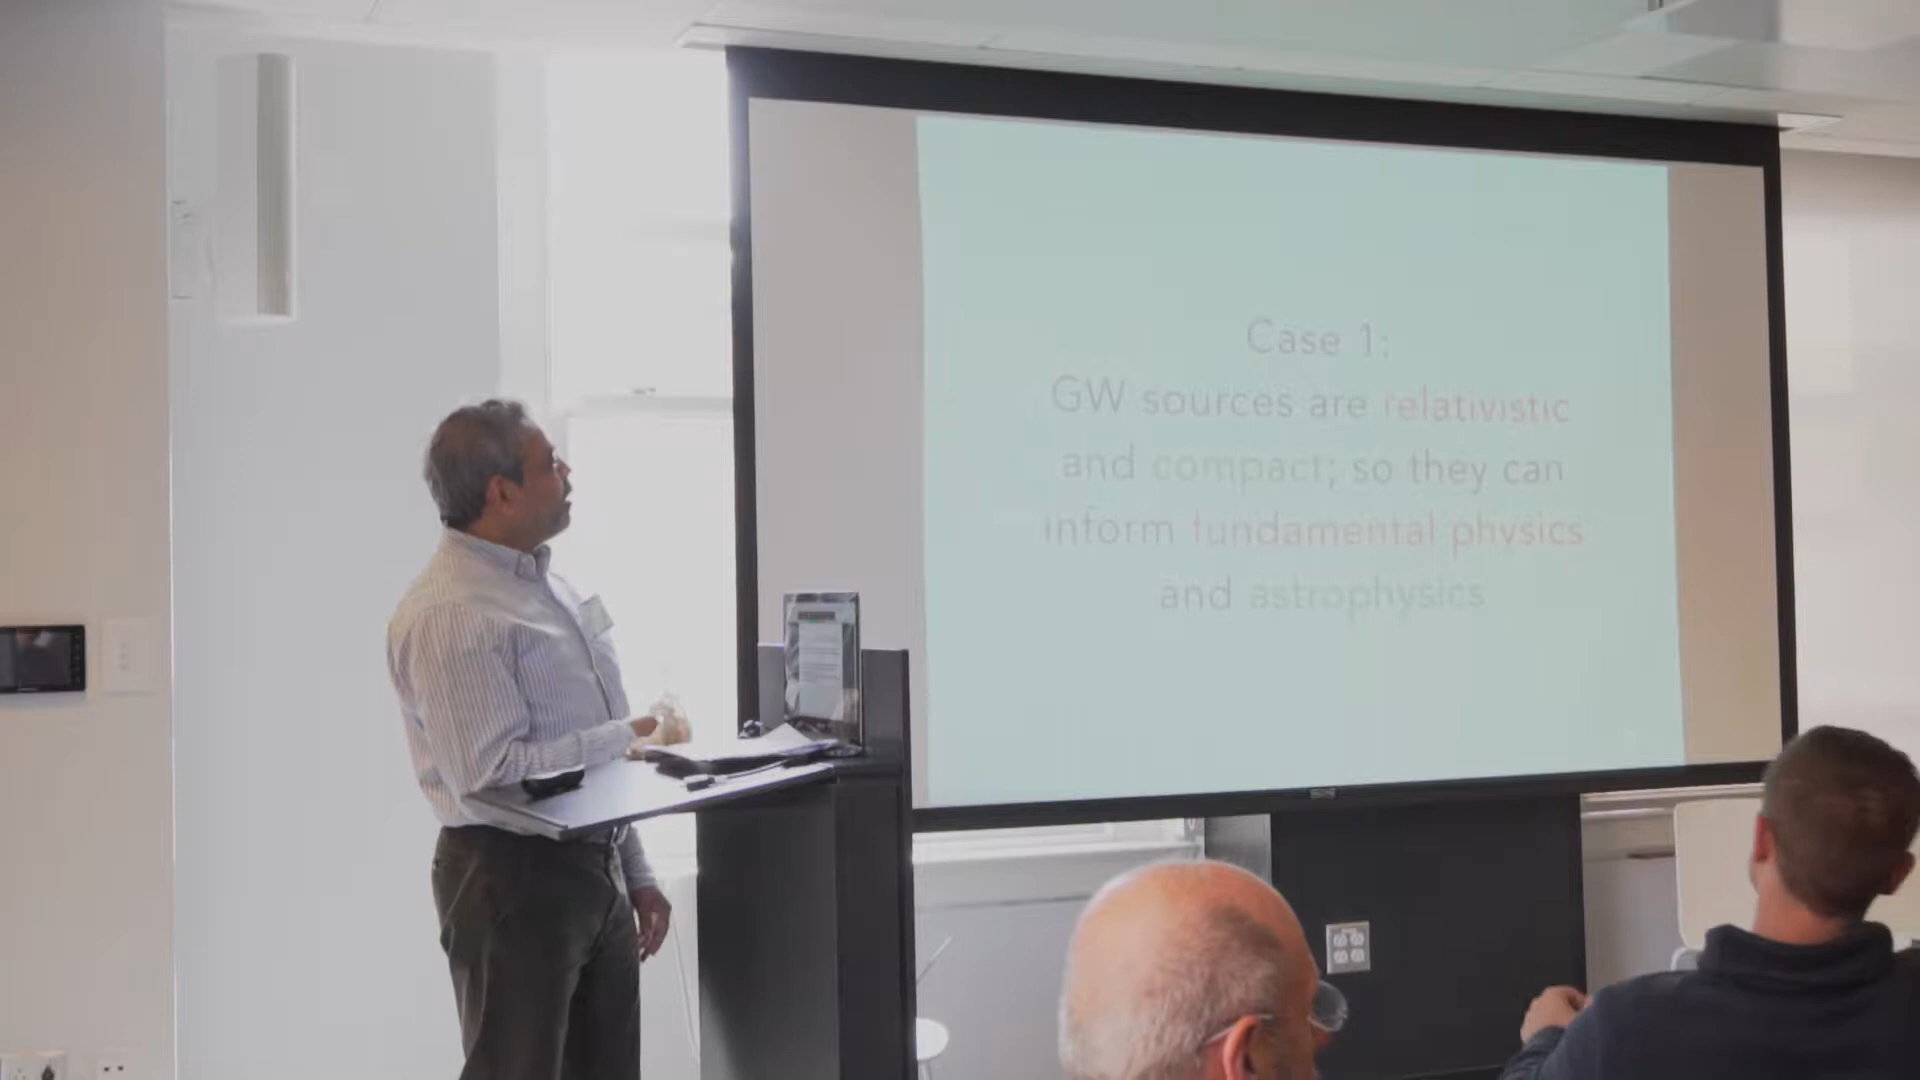 Case 1:
GW sources are relativistic
and compact; so they can
inform fundamental physics
and astrophysics